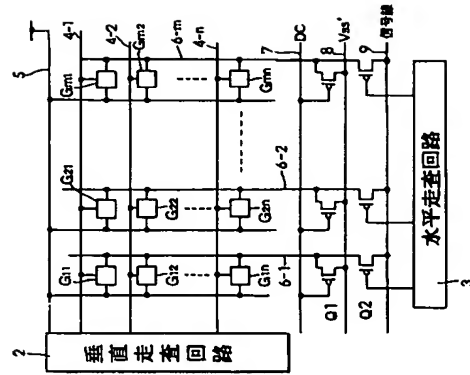 5
4-1
4-2
6-m
4-n
7
DC
8
Vss'
9
信号線
Gm1
Gm2
Gmn
G21
G22
G2n
6-2
G11
G12
G1n
6-1
Q1
Q2
2
垂直走査回路
水平走査回路
3